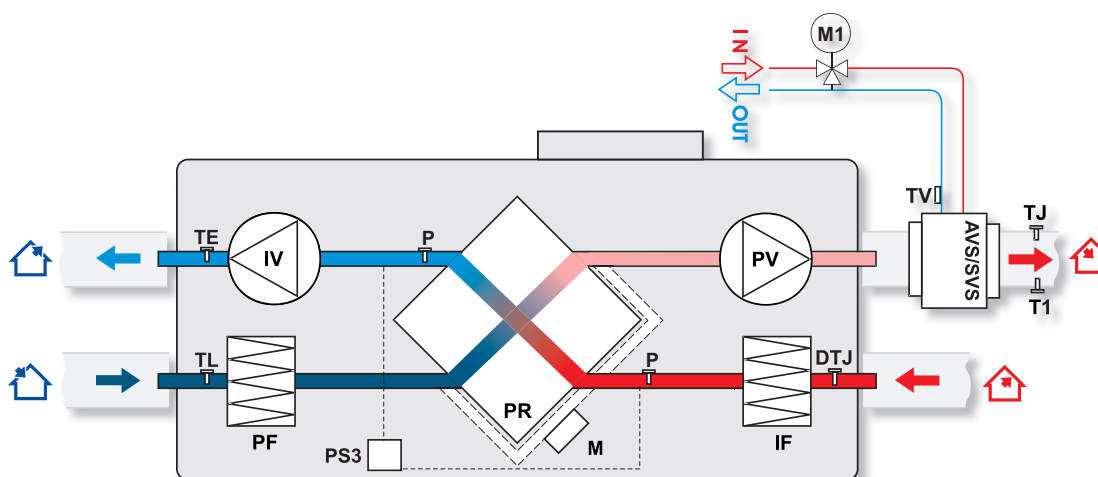 M1
IN
OUT
TV
TJ
AVS/SVS
T1
TE
IV
P
PV
TL
PF
PR
P
DTJ
IF
PS3
M